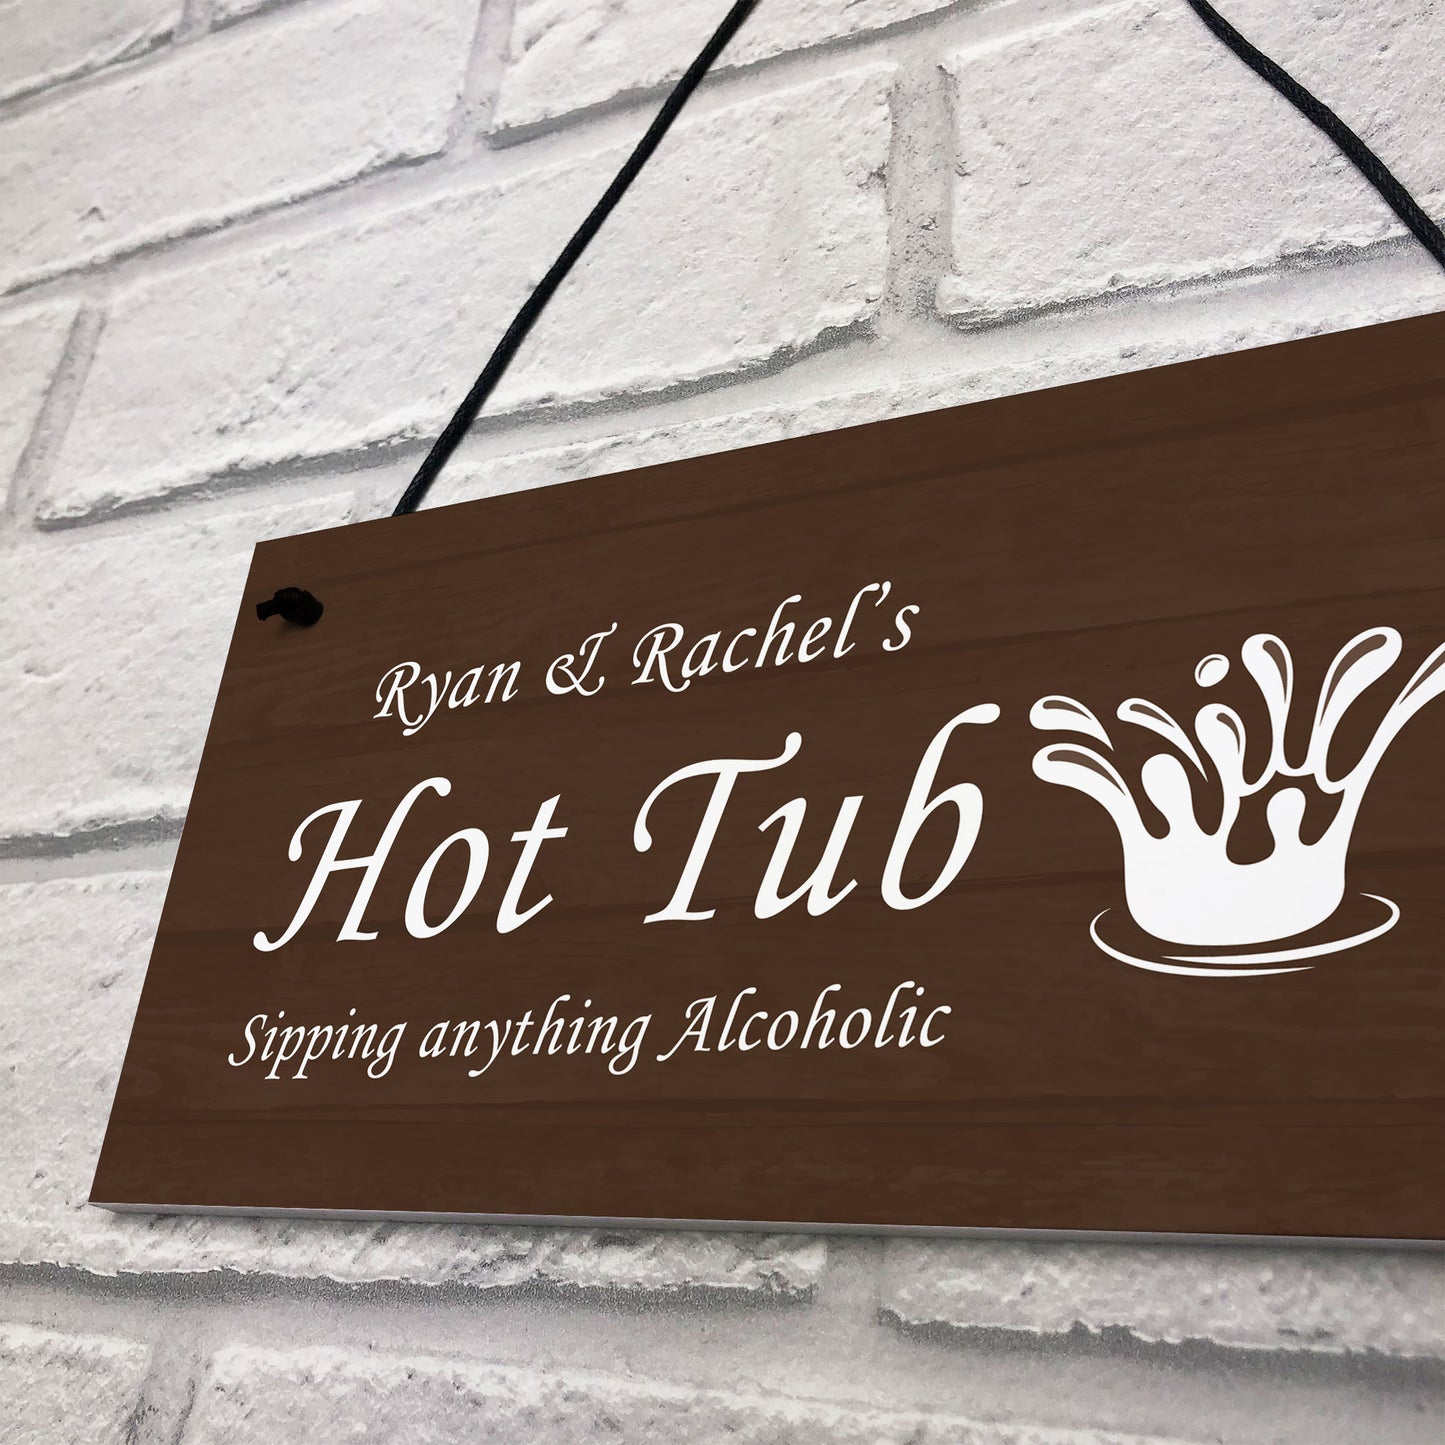 Ryan & Rachel’s
Hot Tub
Sipping anything Alcoholic